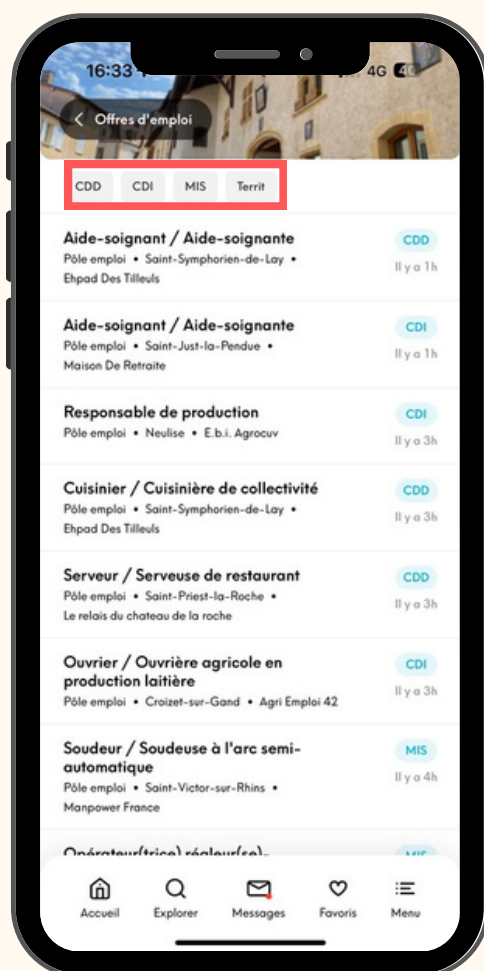 16:33
4G
Offres d'emploi
CDD CDI MIS Territ
Aide-soignant / Aide-soignante
CDD
Pôle emploi • Saint-Symphorien-de-Lay •
Ehpad Des Tilleuls
Il y a 1h
Aide-soignant / Aide-soignante
CDI
Pôle emploi • Saint-Just-la-Pendue •
Maison De Retraite
Il y a 1h
Responsable de production
CDI
Pôle emploi • Neulise • E.b.i. Agrocuv
Il y a 3h
Cuisinier / Cuisinière de collectivité
CDD
Pôle emploi • Saint-Symphorien-de-Lay •
Ehpad Des Tilleuls
Il y a 3h
Serveur / Serveuse de restaurant
CDD
Pôle emploi • Saint-Priest-la-Roche •
Le relais du chateau de la roche
Il y a 3h
Ouvrier / Ouvrière agricole en
production laitière
CDI
Pôle emploi • Croizet-sur-Gand • Agri Emploi 42
Il y a 3h
Soudeur / Soudeuse à l'arc semi-
automatique
MIS
Pôle emploi • Saint-Victor-sur-Rhins •
Manpower France
Il y a 4h
Opérateur(trice) régleur(se)-
MIS
Accueil Explorer Messages Favoris Menu